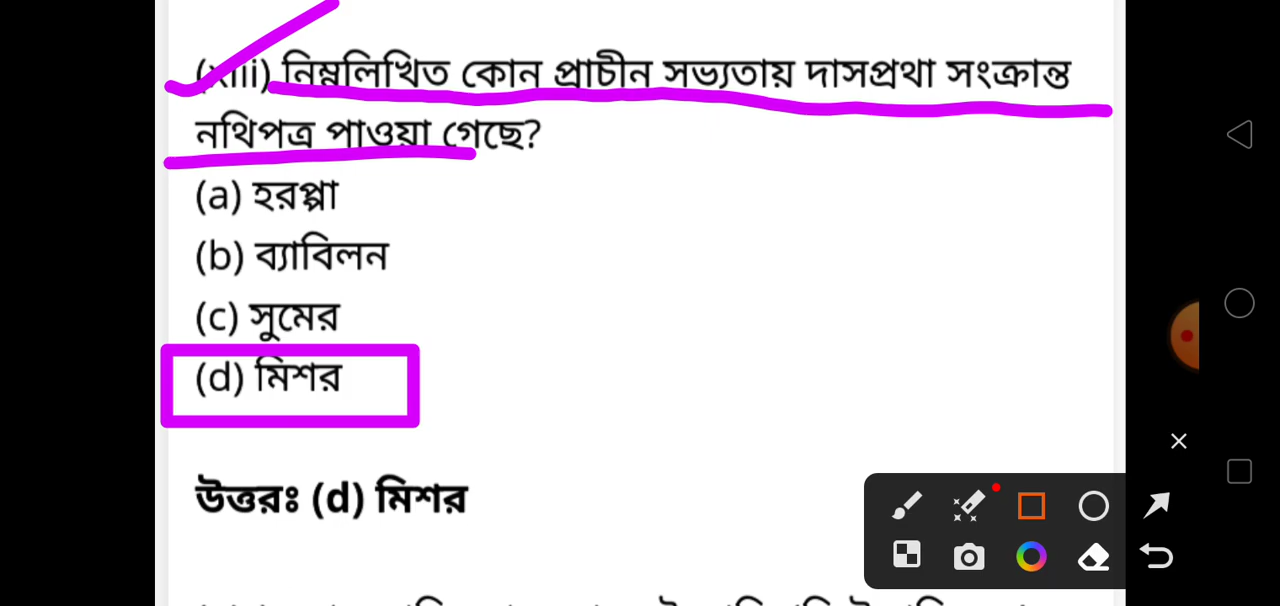 (xiii) নিম্নলিখিত কোন প্রাচীন সভ্যতায় দাসপ্রথা সংক্রান্ত
নথিপত্র পাওয়া গেছে?
(a) হরপ্পা
(b) ব্যাবিলন
(c) সুমের
(d) মিশর
উত্তরঃ (d) মিশর